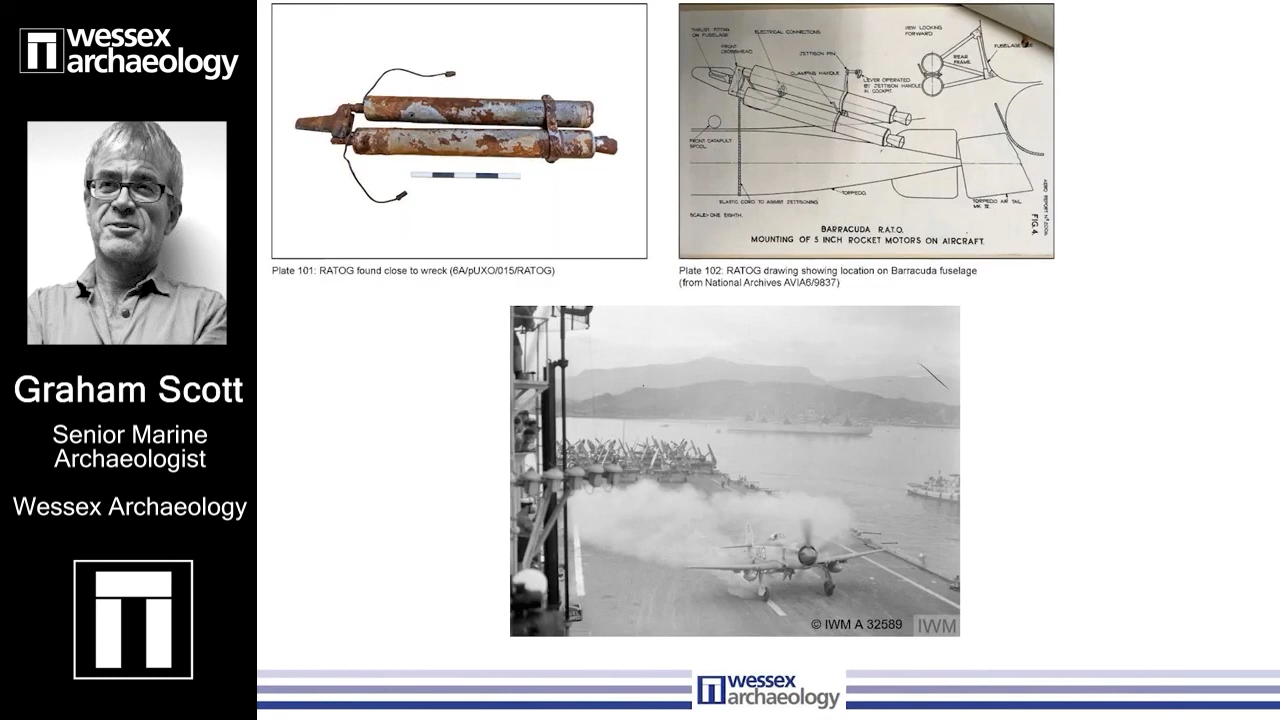 wessex
archaeology
Graham Scott
Senior Marine
Archaeologist
Wessex Archaeology
Plate 101: RATOG found close to wreck (6A/pUXO/015/RATOG)
THRUST FITTING
ON FUSELAGE
FRONT
CROSSHEAD
ELECTRICAL CONNECTIONS
JETTISON PIN
CLAMPING HANDLE
LEVER OPERATED
BY JETTISON HANDLE
IN COCKPIT.
VIEW LOOKING
FORWARD
FUSELAGE
REAR
FRAME.
FRONT CATAPULT
SPOOL.
TORPEDO.
ELASTIC CORD TO ASSIST JETTISONING
TORPEDO AIR TAIL
SCALE:- ONE EIGHTH.
BARRACUDA R.A.T.O.
MOUNTING OF 5 INCH ROCKET MOTORS ON AIRCRAFT.
FIG.4.
Plate 102: RATOG drawing showing location on Barracuda fuselage
(from National Archives AVIA6/9837)
© IWM A 32589
IWM
wessex
archaeology